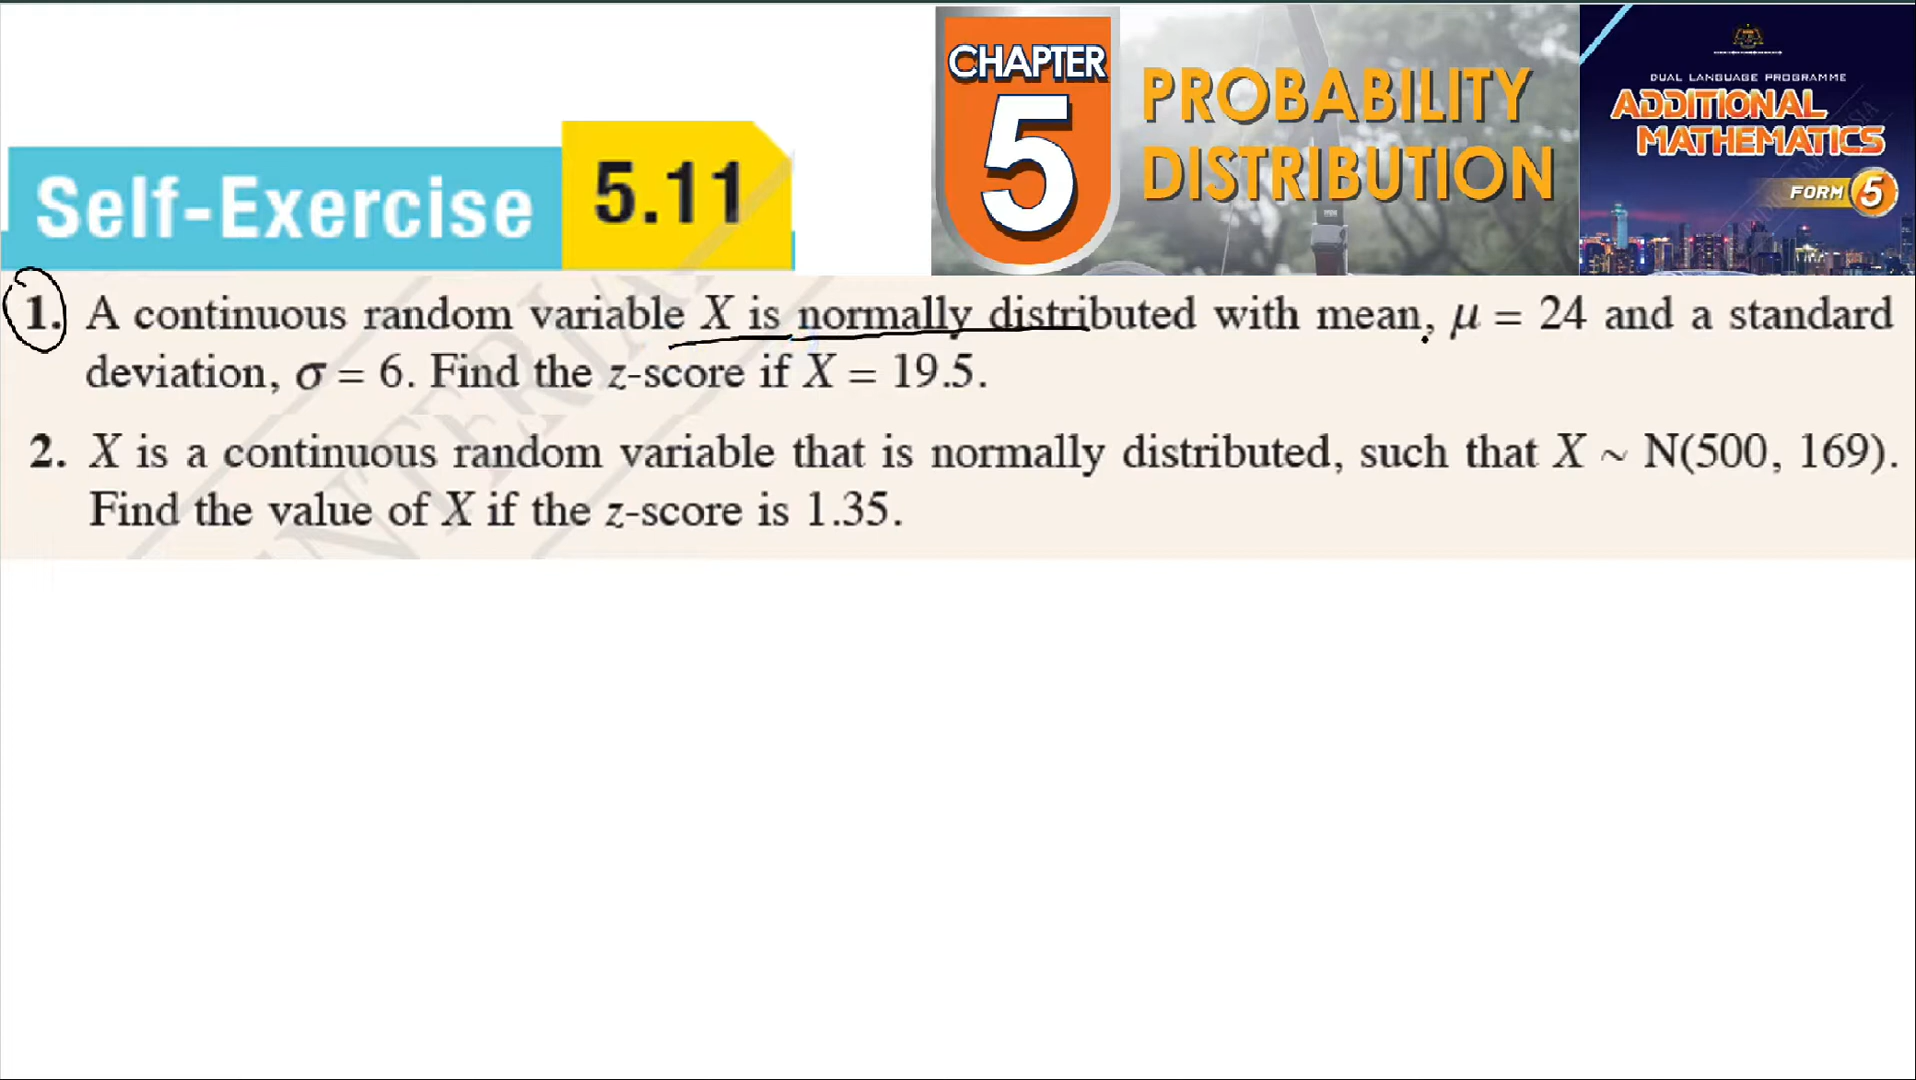 CHAPTER
5
PROBABILITY
DISTRIBUTION
DUAL LANGUAGE PROGRAMME
ADDITIONAL
MATHEMATICS
FORM 5
Self-Exercise 5.11
1. A continuous random variable X is normally distributed with mean, μ = 24 and a standard
deviation, σ = 6. Find the z-score if X = 19.5.
2. X is a continuous random variable that is normally distributed, such that X ~ N(500, 169).
Find the value of X if the z-score is 1.35.